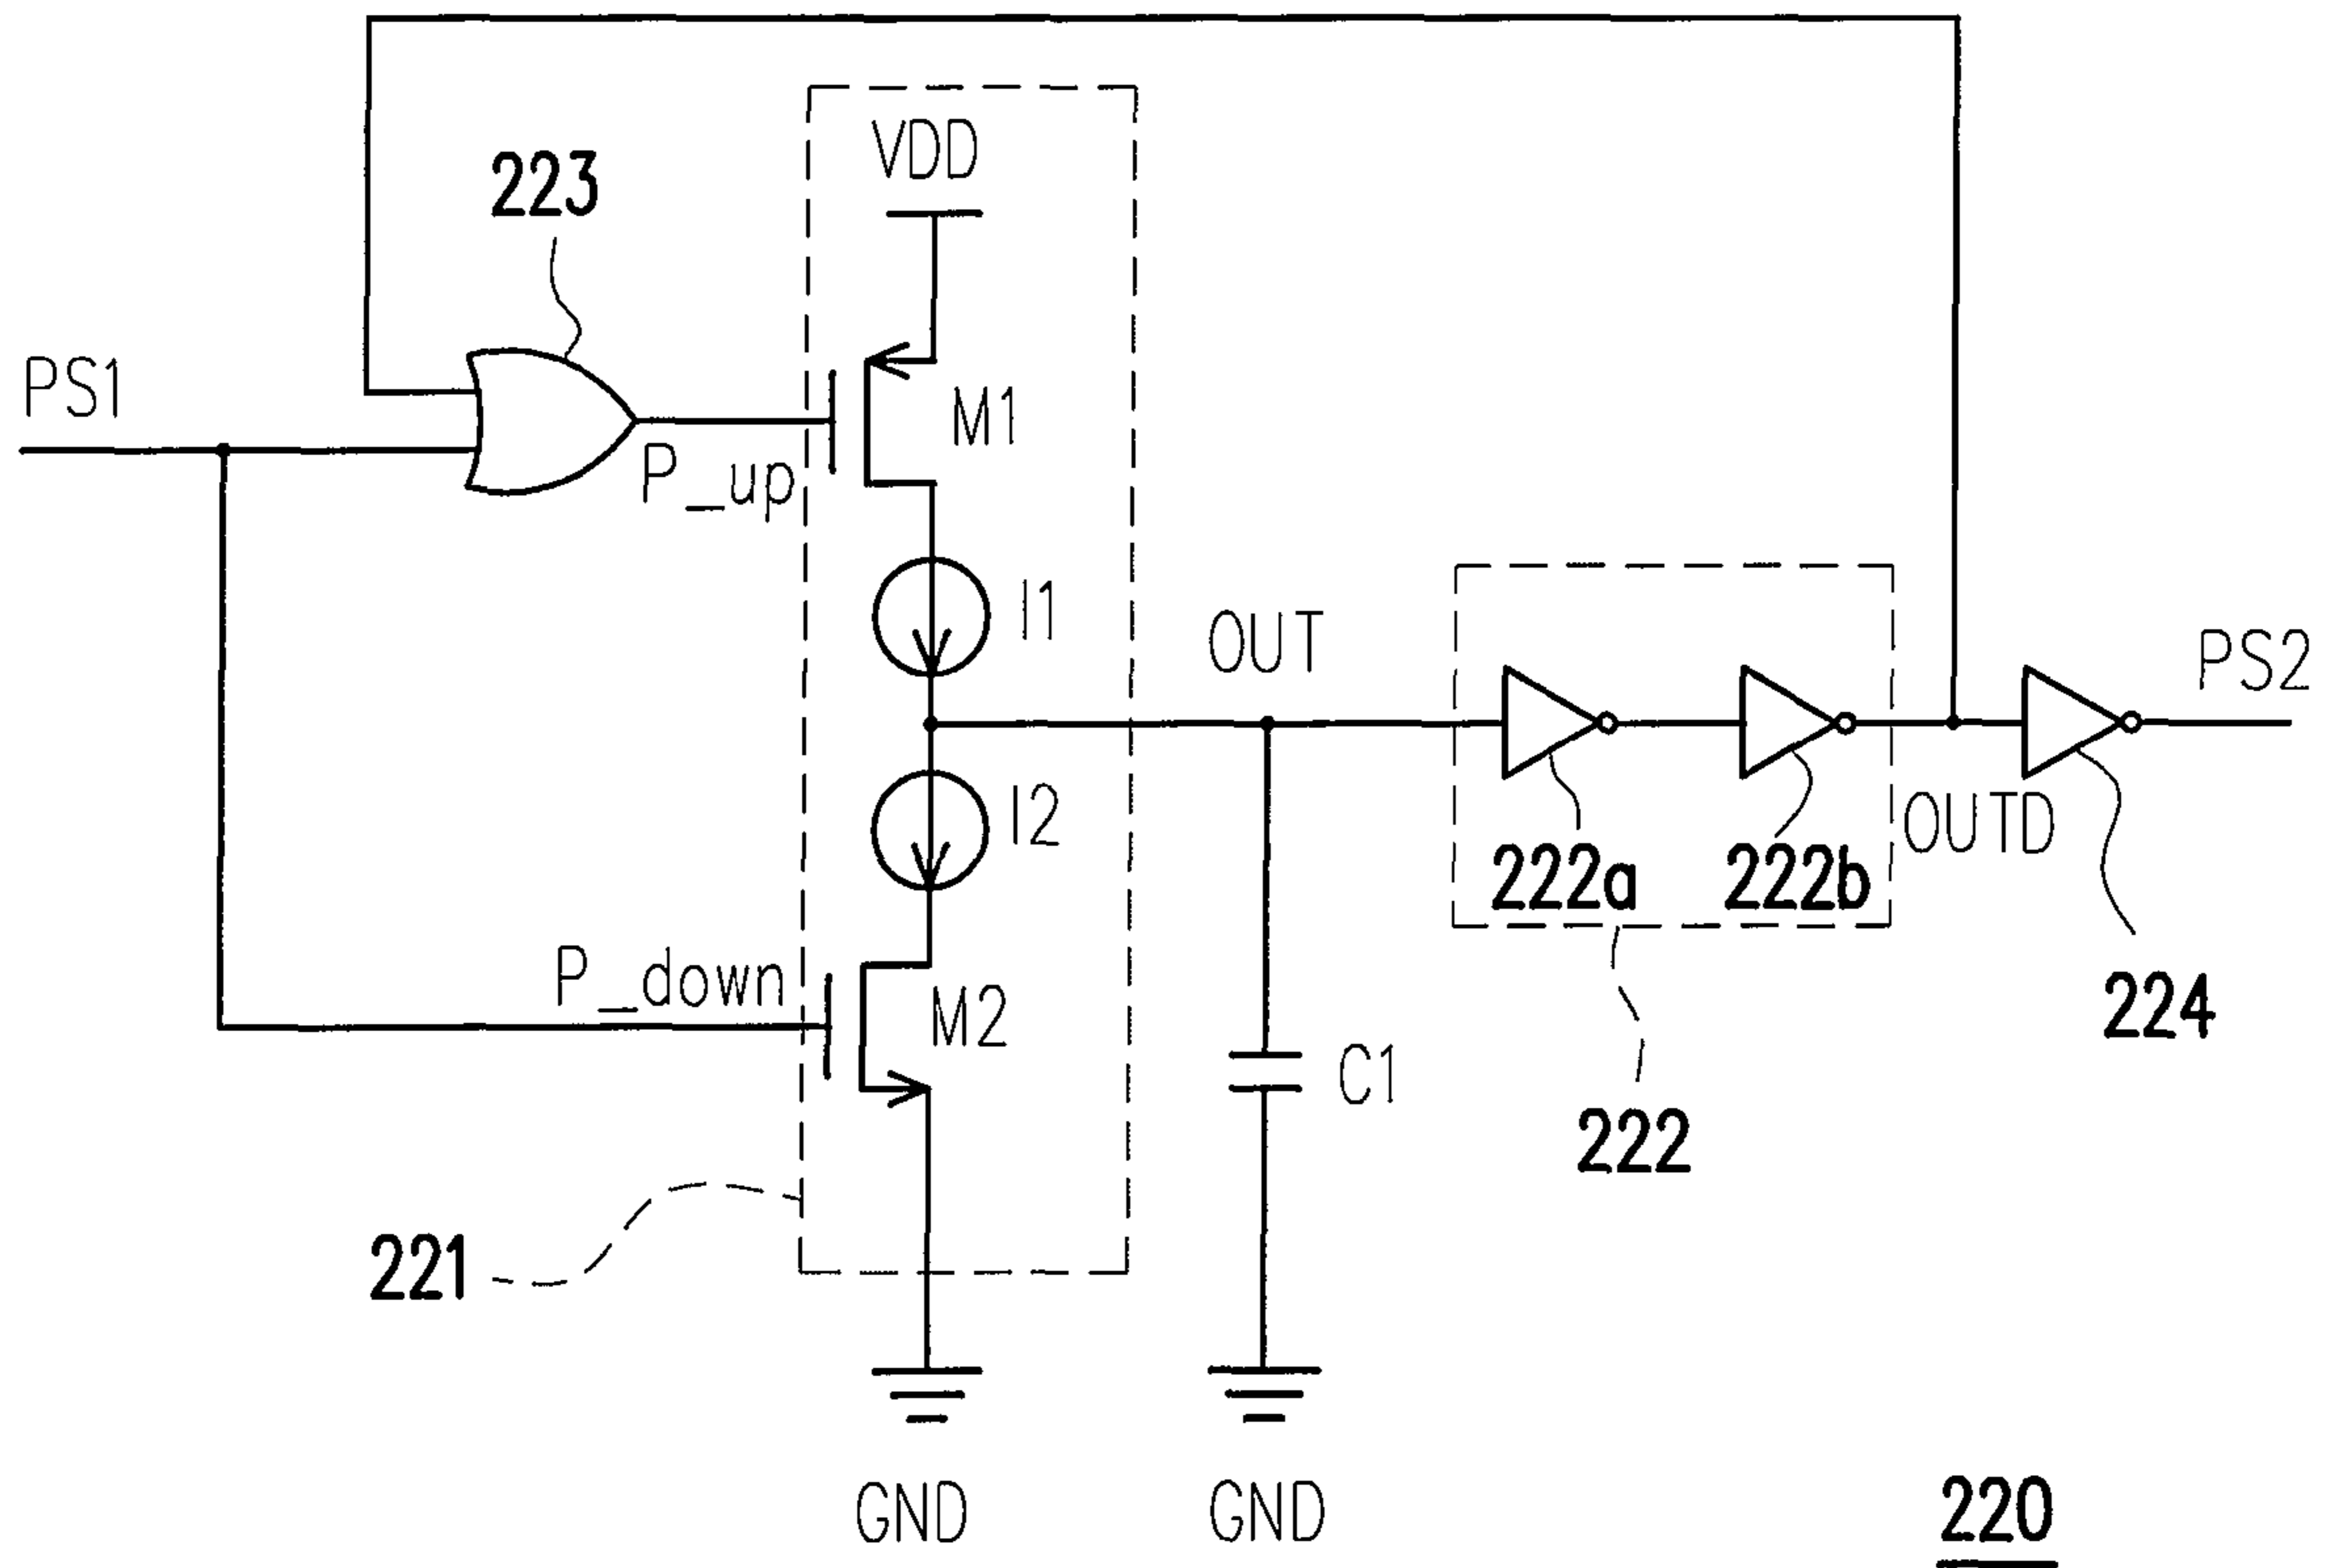 VDD
223
PS1
M1
P_up
I1
OUT
PS2
I2
OUTD
222a
222b
P_down
M2
224
C1
222
221
GND
GND
220